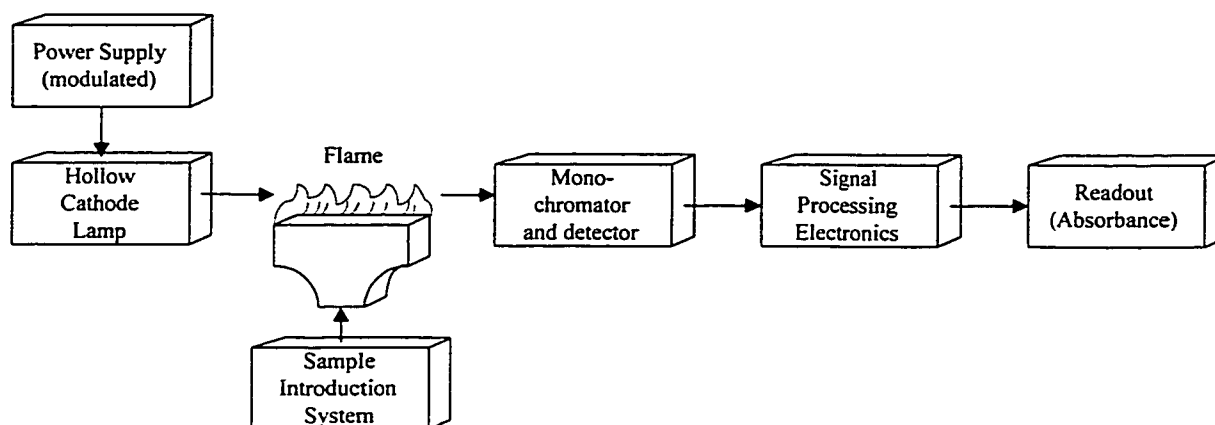 Power Supply
(modulated)
Flame
Hollow
Cathode
Lamp
Mono-
chromator
and detector
Signal
Processing
Electronics
Readout
(Absorbance)
Sample
Introduction
System